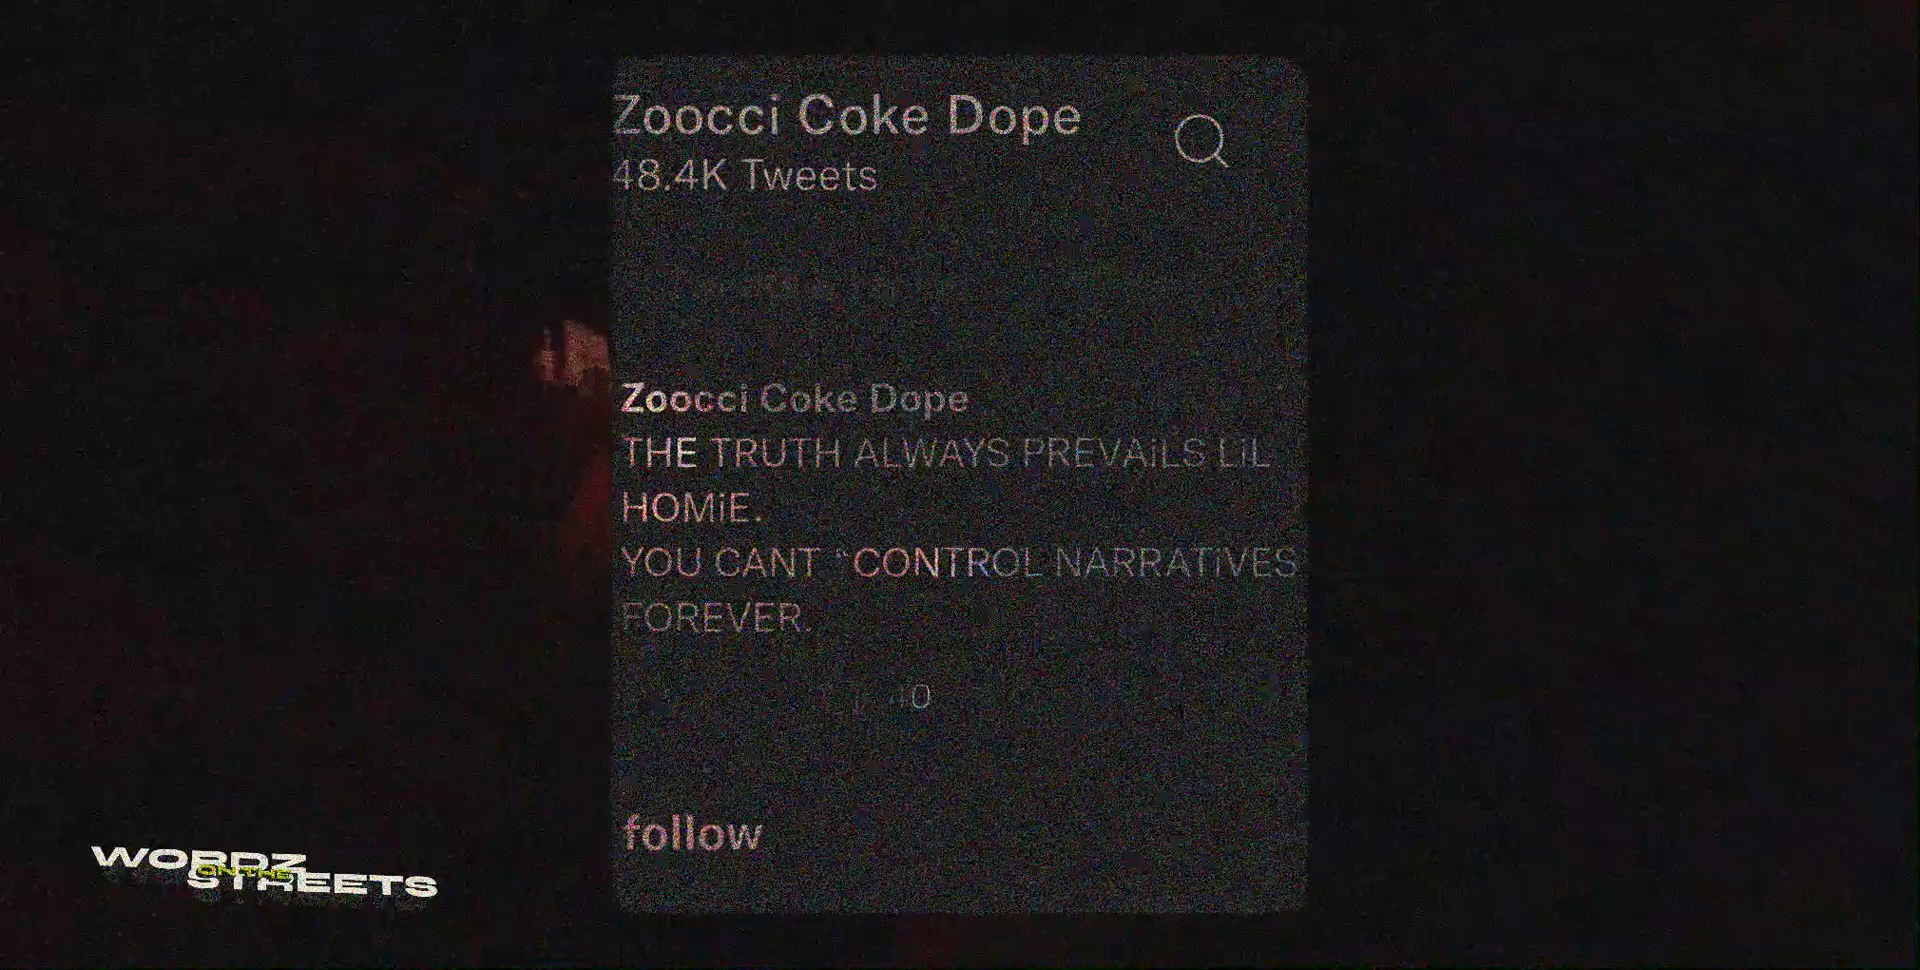 Zoocci Coke Dope
48.4K Tweets
Zoocci Coke Dope
THE TRUTH ALWAYS PREVAiLS LiL
HOMiE.
YOU CANT “CONTROL NARRATiVES
FOREVER.
follow
WORDZ
ON THE
STREETS